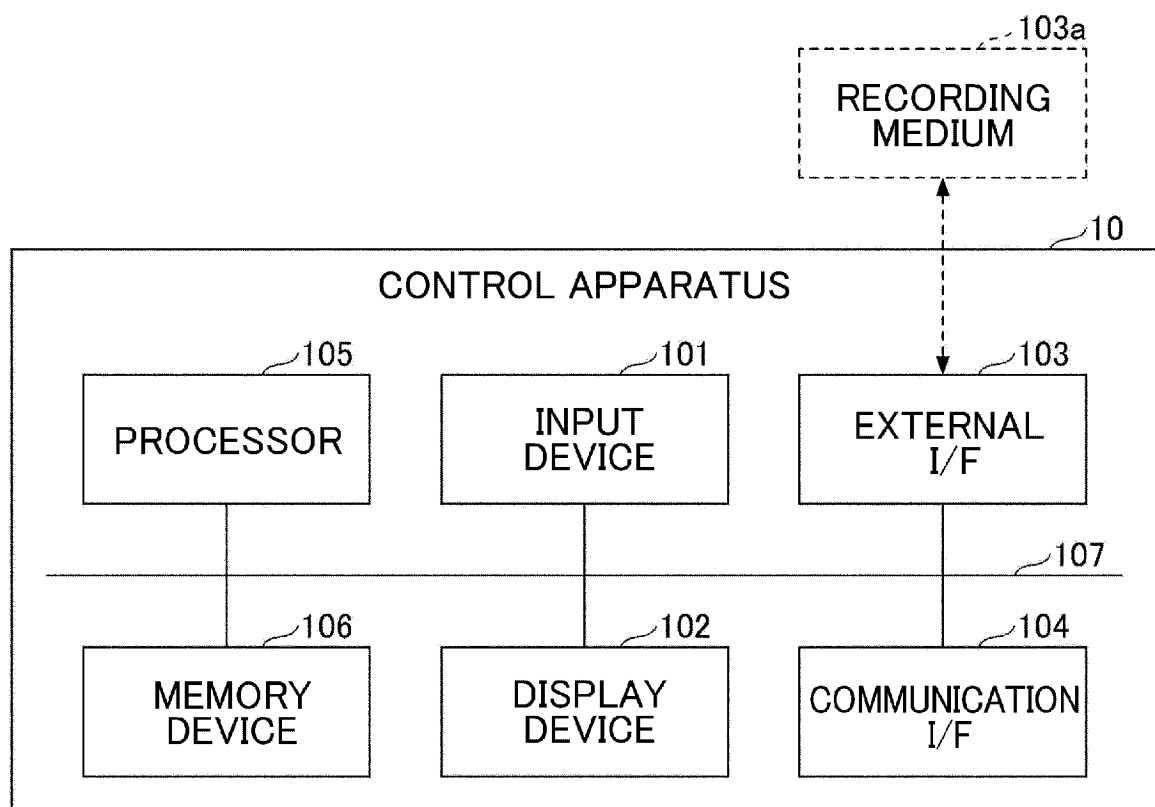 103a
RECORDING
MEDIUM
10
CONTROL APPARATUS
105
PROCESSOR
101
INPUT
DEVICE
103
EXTERNAL
I/F
107
106
MEMORY
DEVICE
102
DISPLAY
DEVICE
104
COMMUNICATION
I/F